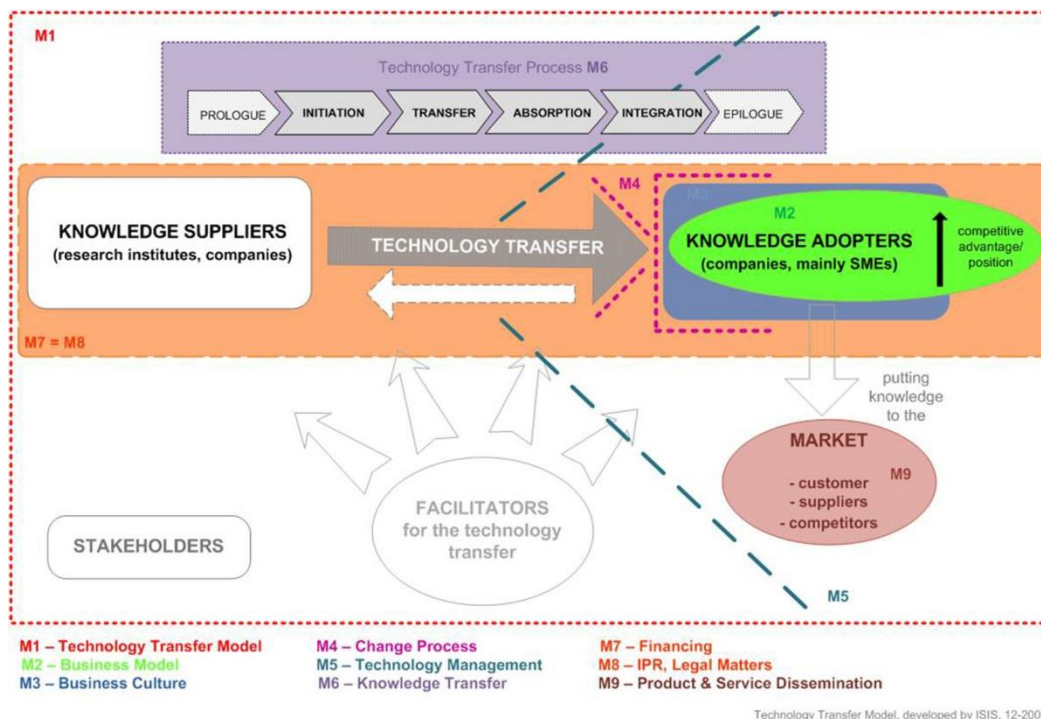 M1
Technology Transfer Process M6
PROLOGUE
INITIATION
TRANSFER
ABSORPTION
INTEGRATION
EPILOGUE
M4
M3
M2
KNOWLEDGE SUPPLIERS
(research institutes, companies)
TECHNOLOGY TRANSFER
KNOWLEDGE ADOPTERS
(companies, mainly SMEs)
competitive
advantage/
position
M7 = M8
putting
knowledge
to the
MARKET
M9
- customer
- suppliers
- competitors
FACILITATORS
for the technology
transfer
STAKEHOLDERS
M5
M1 – Technology Transfer Model
M2 – Business Model
M3 – Business Culture
M4 – Change Process
M5 – Technology Management
M6 – Knowledge Transfer
M7 – Financing
M8 – IPR, Legal Matters
M9 – Product & Service Dissemination
Technology Transfer Model, developed by ISIS, 12-200